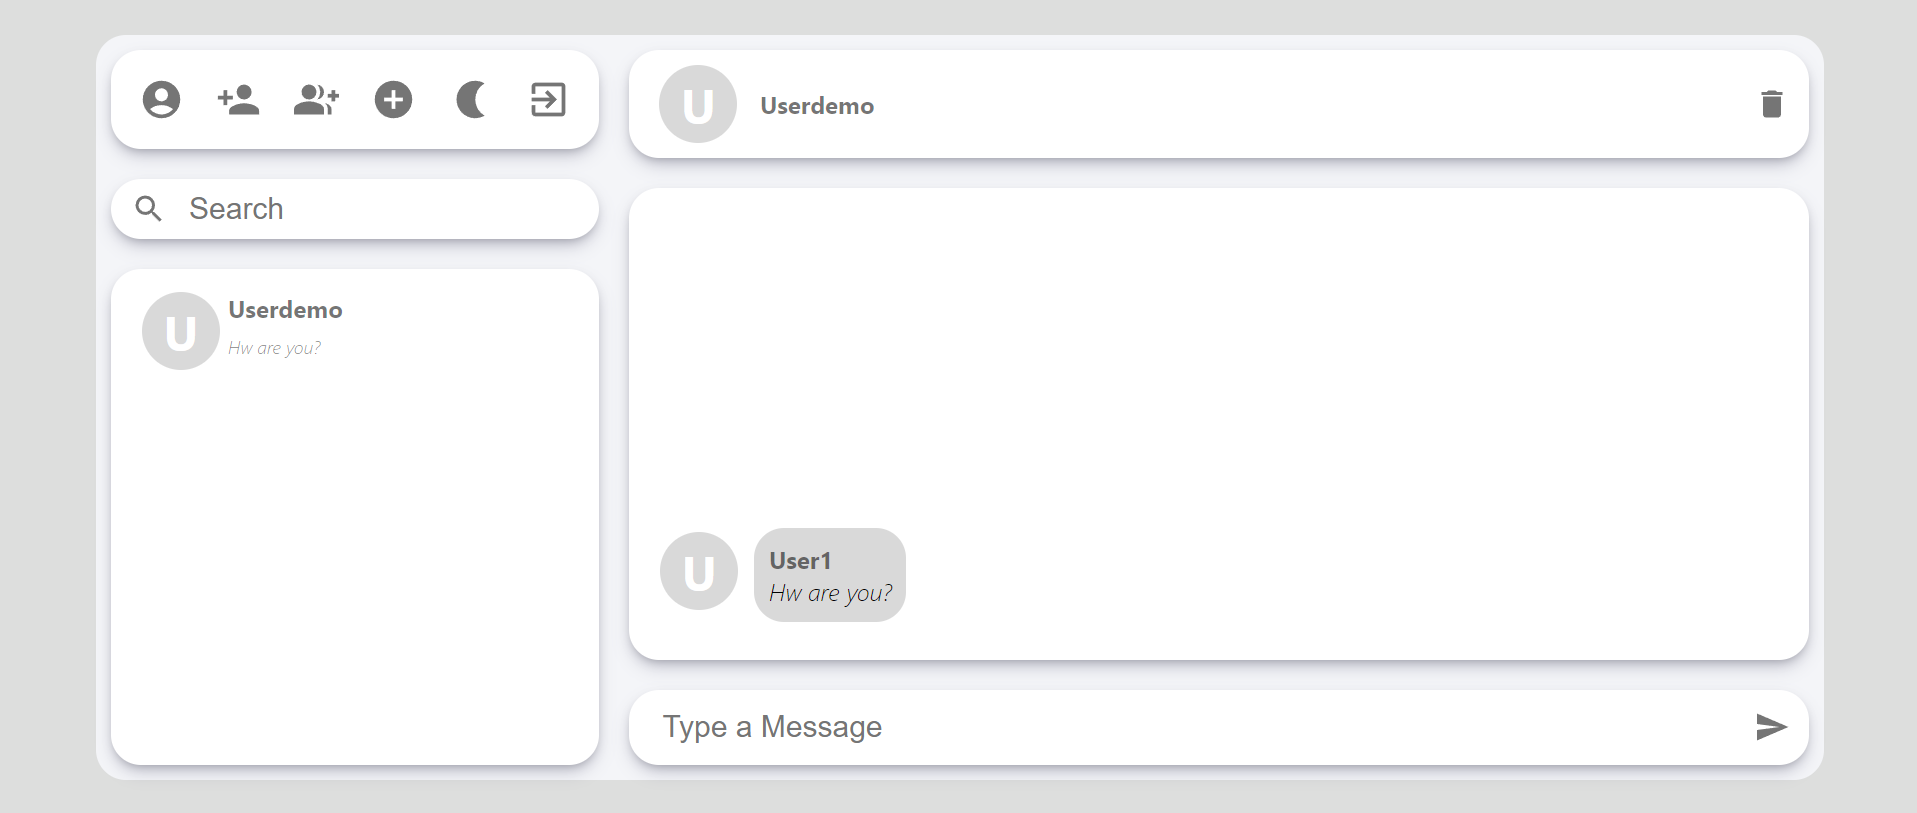 Search
U
Userdemo
Hw are you?
U
Userdemo
U
User1
Hw are you?
Type a Message